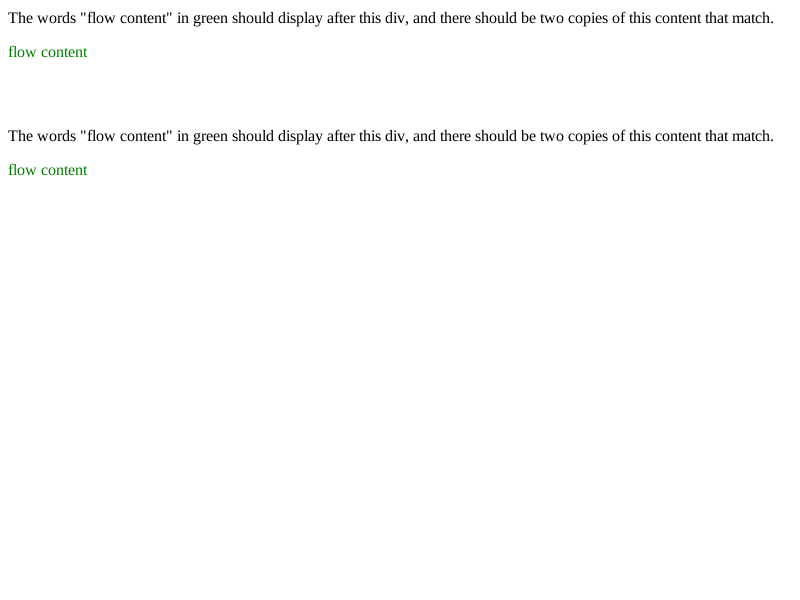 The words "flow content" in green should display after this div, and there should be two copies of this content that match.
flow content
The words "flow content" in green should display after this div, and there should be two copies of this content that match.
flow content